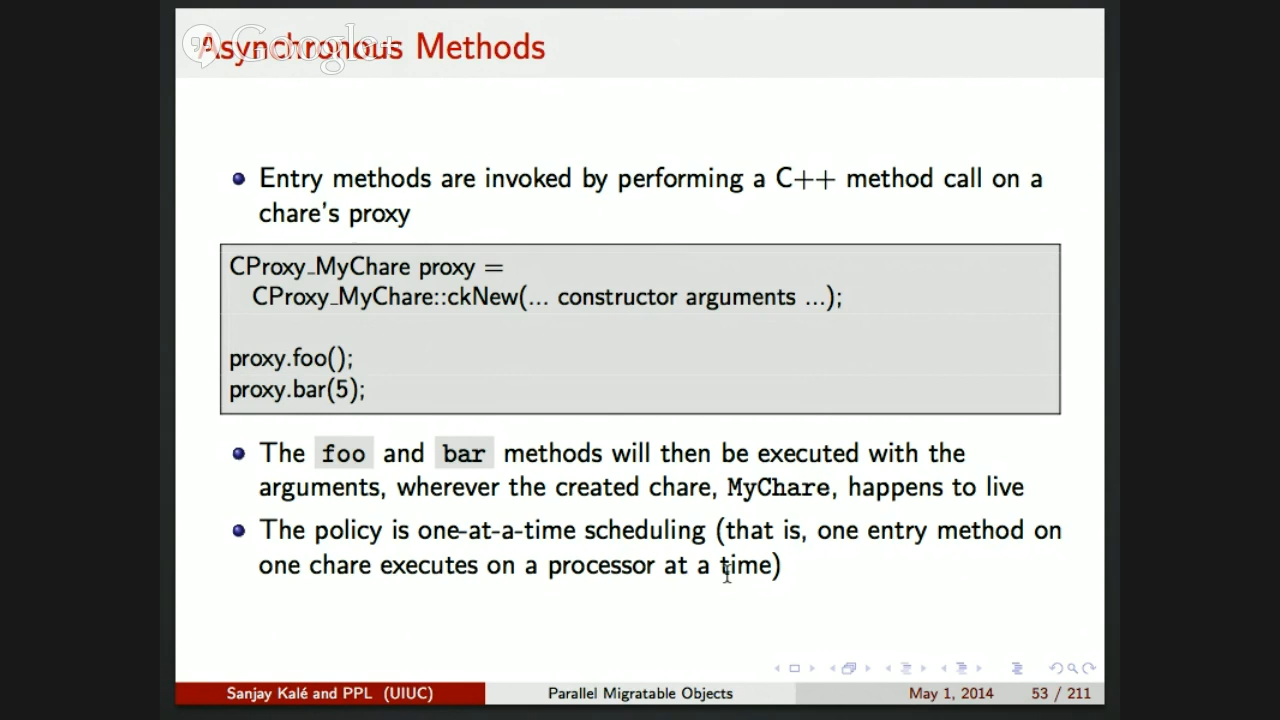 Asynchronous Methods
Google+
Entry methods are invoked by performing a C++ method call on a
chare's proxy
CProxy_MyChare proxy =
CProxy_MyChare::ckNew(... constructor arguments ...);
proxy.foo();
proxy.bar(5);
The foo and bar methods will then be executed with the
arguments, wherever the created chare, MyChare, happens to live
The policy is one-at-a-time scheduling (that is, one entry method on
one chare executes on a processor at a time)
Sanjay Kalé and PPL (UIUC) Parallel Migratable Objects May 1, 2014 53 / 211